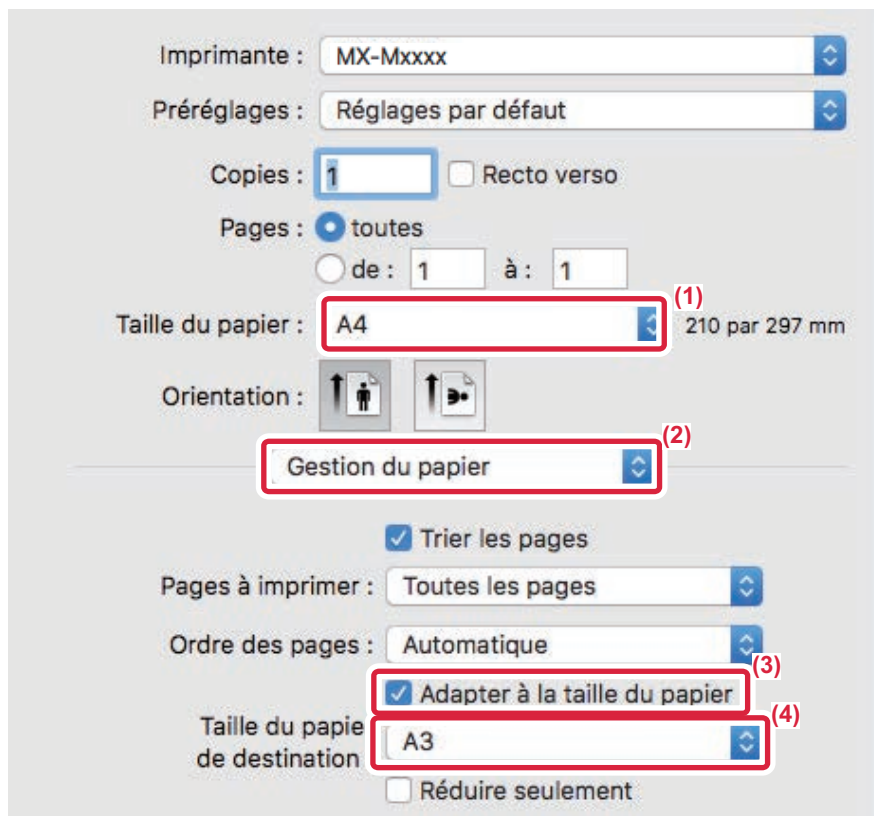 Imprimante : MX-Mxxxx
Préréglages : Réglages par défaut
Copies : 1 Recto verso
Pages : toutes
de : 1 à : 1
(1)
Taille du papier : A4 210 par 297 mm
Orientation :
(2)
Gestion du papier
Trier les pages
Pages à imprimer : Toutes les pages
Ordre des pages : Automatique
(3)
Adapter à la taille du papier
(4)
Taille du papie
de destination A3
Réduire seulement